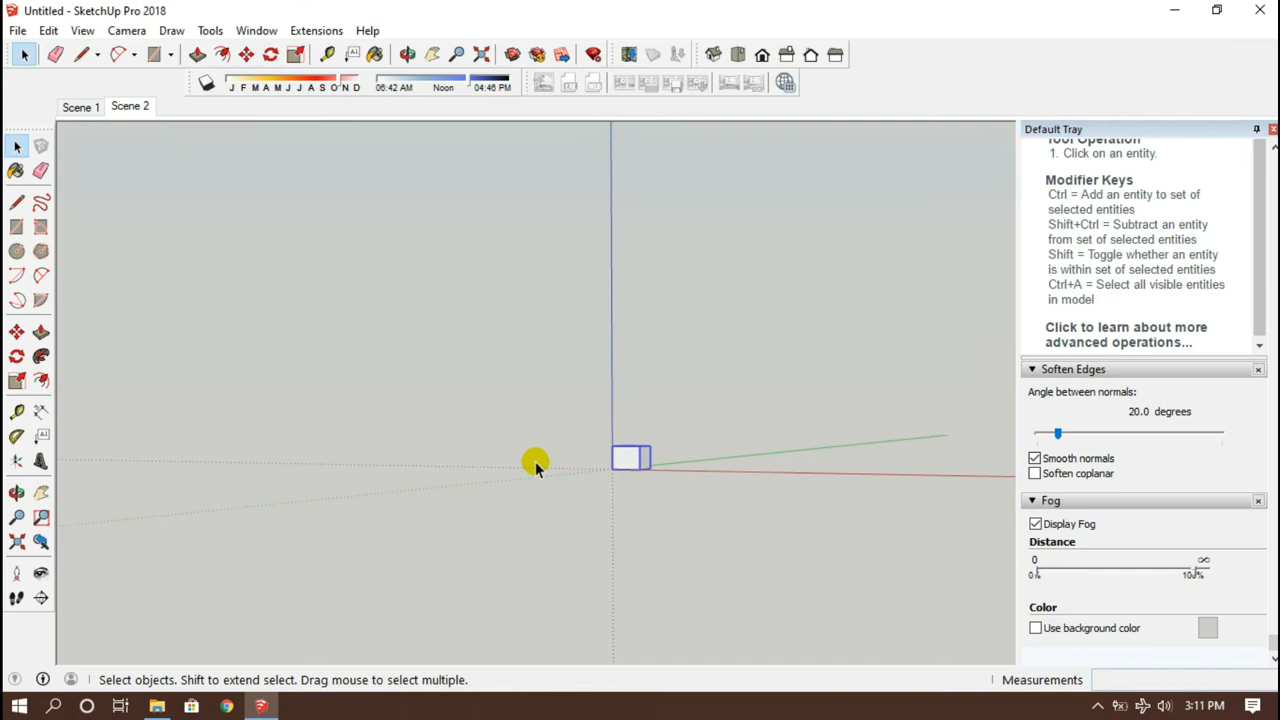 Untitled - SketchUp Pro 2018
File Edit View Camera Draw Tools Window Extensions Help
J F M A M J J A S O N D
06:42 AM Noon 04:46 PM
Scene 1 Scene 2
Default Tray
Tool Operation
1. Click on an entity.
Modifier Keys
Ctrl = Add an entity to set of
selected entities
Shift+Ctrl = Subtract an entity
from set of selected entities
Shift = Toggle whether an entity
is within set of selected entities
Ctrl+A = Select all visible entities
in model
Click to learn about more
advanced operations...
Soften Edges
Angle between normals:
20.0 degrees
Smooth normals
Soften coplanar
Fog
Display Fog
Distance
0 ∞
0% 100%
Color
Use background color
Select objects. Shift to extend select. Drag mouse to select multiple.
Measurements
3:11 PM